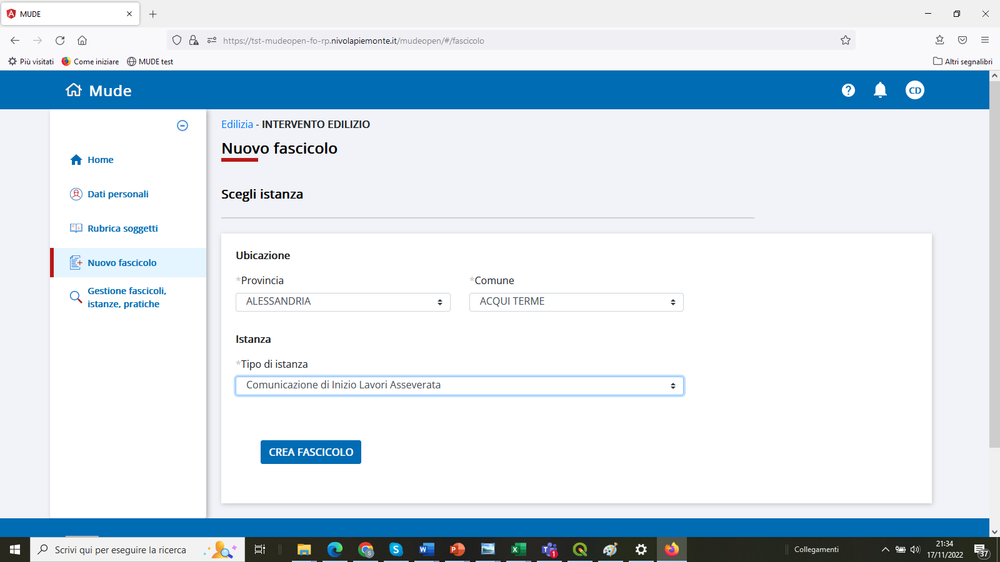 MUDE
https://tst-mudeopen-fo-rp.nivolapiemonte.it/mudeopen/#/fascicolo
Più visitati
Come iniziare
MUDE test
Altri segnalibri
Mude
?
CD
Edilizia - INTERVENTO EDILIZIO
Nuovo fascicolo
Home
Dati personali
Rubrica soggetti
Nuovo fascicolo
Gestione fascicoli,
istanze, pratiche
Scegli istanza
Ubicazione
*Provincia
*Comune
ALESSANDRIA
ACQUI TERME
Istanza
*Tipo di istanza
Comunicazione di Inizio Lavori Asseverata
CREA FASCICOLO
Scrivi qui per eseguire la ricerca
S
S
W
P
X
T
1
Collegamenti
21:34
17/11/2022
37